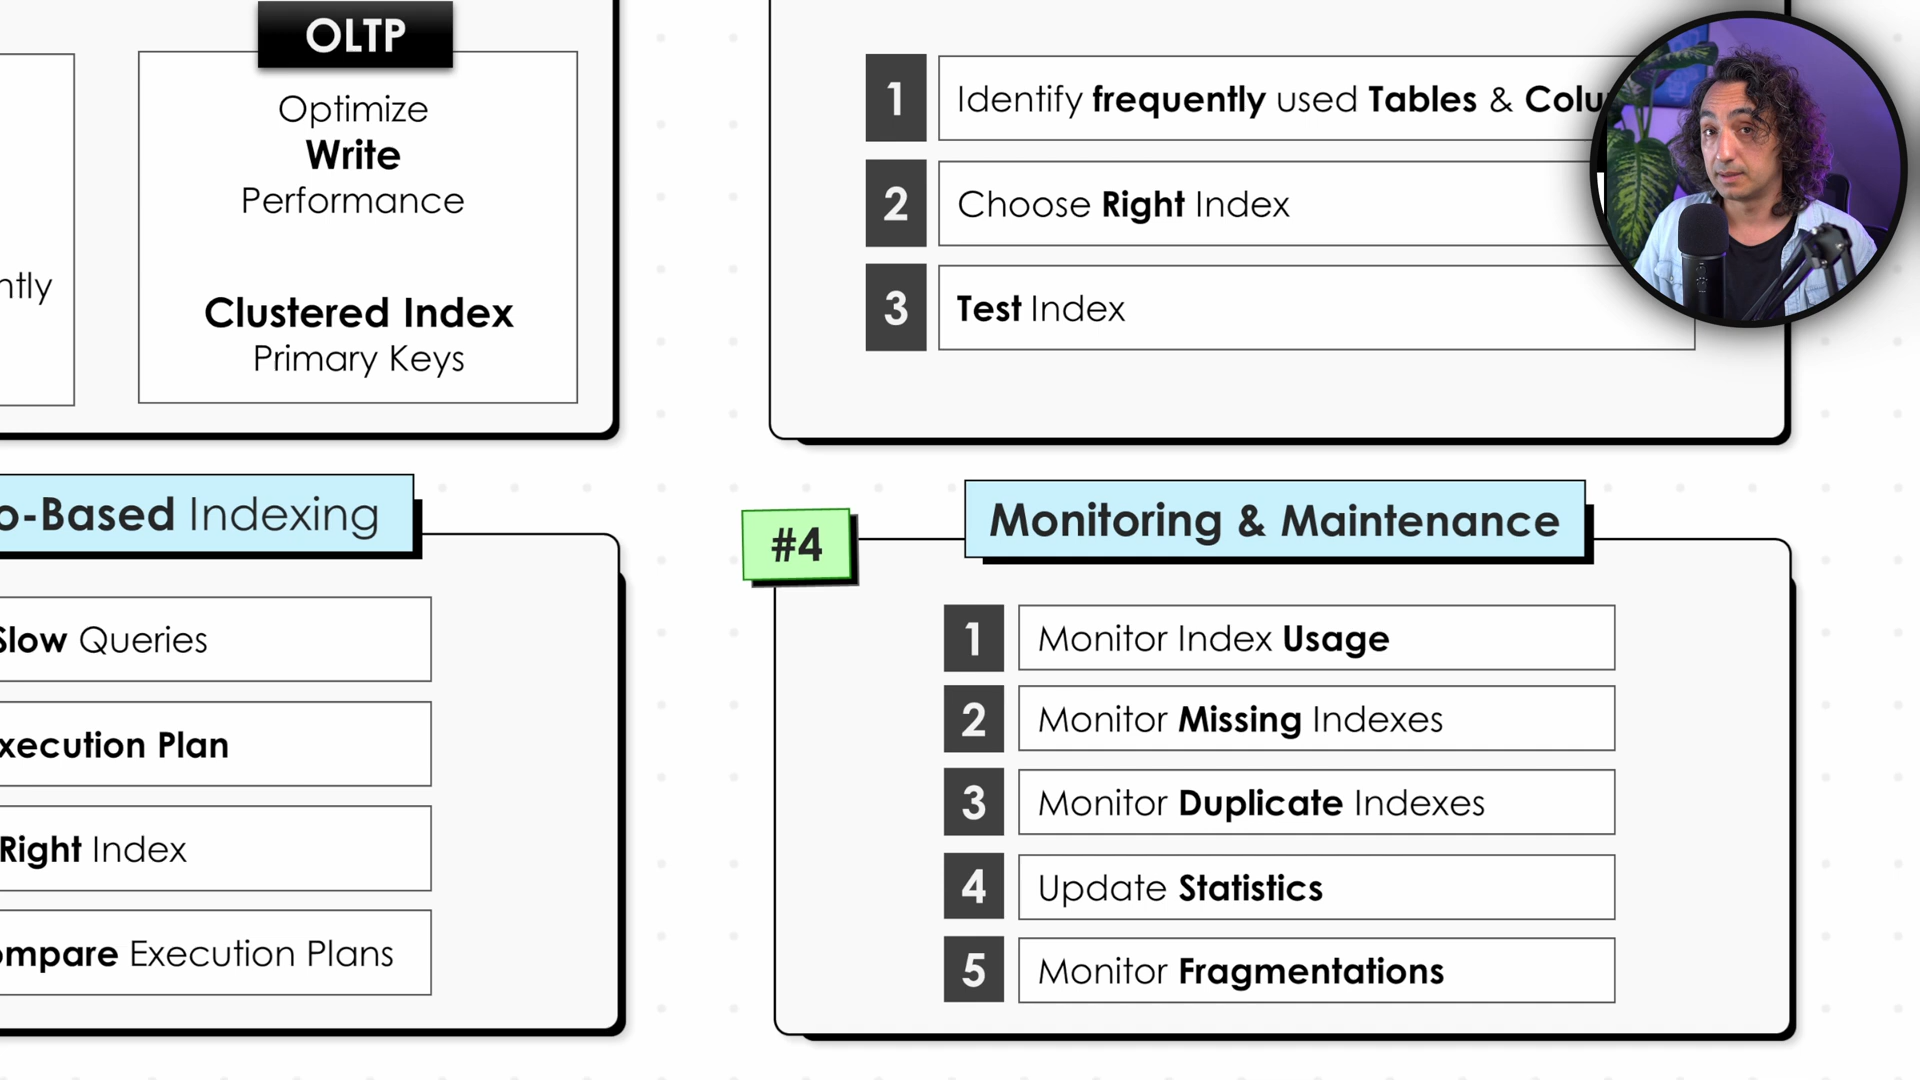 OLTP
Optimize
Write
Performance
Clustered Index
Primary Keys
1
Identify frequently used Tables &
2
Choose Right Index
3
Test Index
-Based Indexing
Slow Queries
Execution Plan
Right Index
Compare Execution Plans
#4
Monitoring & Maintenance
1
Monitor Index Usage
2
Monitor Missing Indexes
3
Monitor Duplicate Indexes
4
Update Statistics
5
Monitor Fragmentations